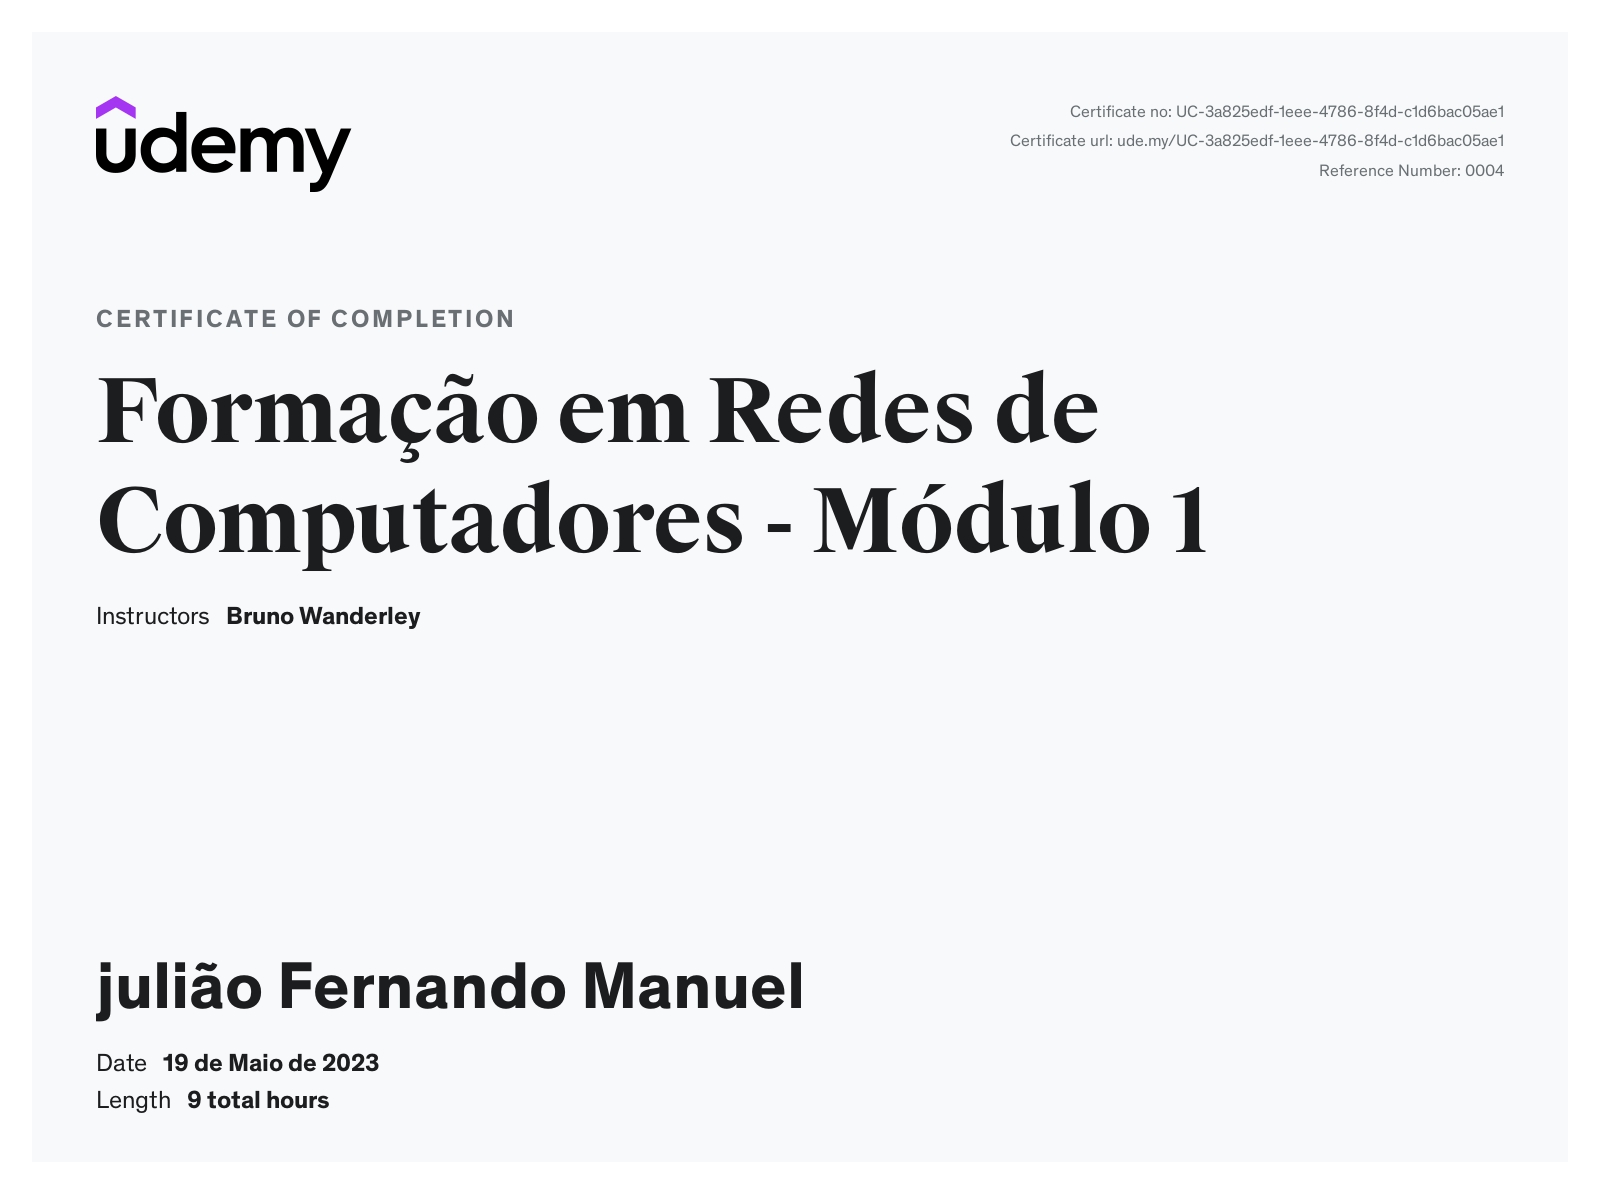 udemy
Certificate no: UC-3a825edf-1eee-4786-8f4d-c1d6bac05ae1
Certificate url: ude.my/UC-3a825edf-1eee-4786-8f4d-c1d6bac05ae1
Reference Number: 0004
CERTIFICATE OF COMPLETION
Formação em Redes de
Computadores - Módulo 1
Instructors Bruno Wanderley
julião Fernando Manuel
Date 19 de Maio de 2023
Length 9 total hours